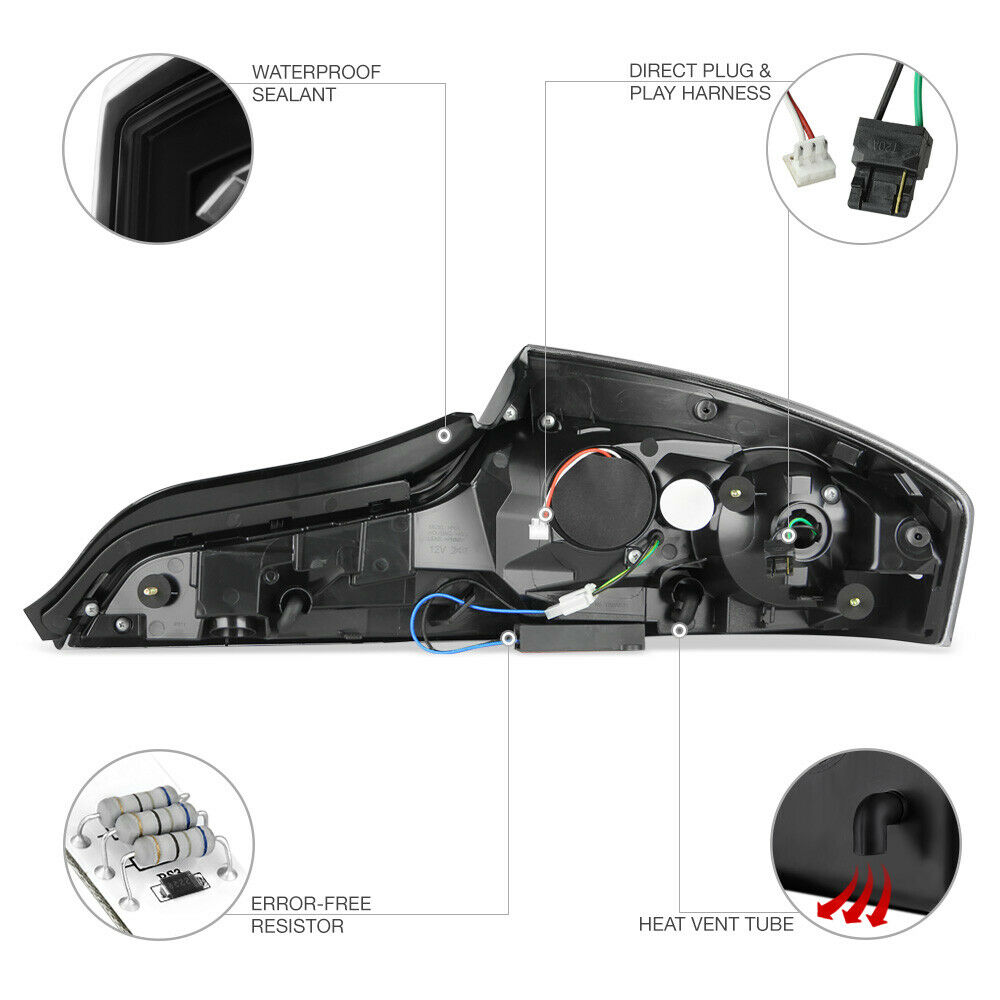 WATERPROOF
SEALANT
DIRECT PLUG &
PLAY HARNESS
12V
ERROR-FREE
RESISTOR
HEAT VENT TUBE